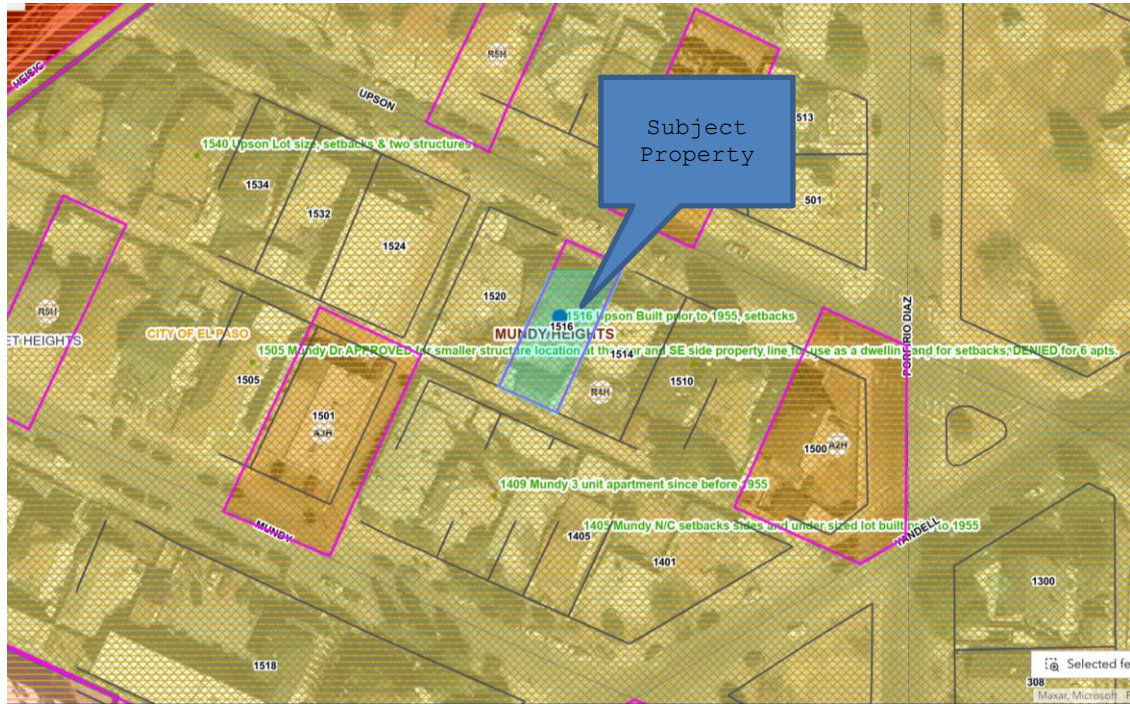 HEISIG
UPSON
R5H
Subject
Property
513
1540 Upson Lot size, setbacks & two structures
1534
1532
501
1524
R5H
1520
1516 Upson Built prior to 1955, setbacks
1516
CITY OF EL PASO
MUNDY HEIGHTS
PORFIRIO DIAZ
ET HEIGHTS
1505 Mundy Dr APPROVED for smaller structure location at the rear and SE side property line for use as a dwelling and for setbacks; DENIED for 6 apts.
1514
1505
1510
R4H
1501
A3H
1500
A2H
1409 Mundy 3 unit apartment since before 1955
MUNDY
1405 Mundy N/C setbacks sides and under sized lot built prior to 1955
YANDELL
1405
1401
1300
1518
Selected fe
308
Maxar, Microsoft